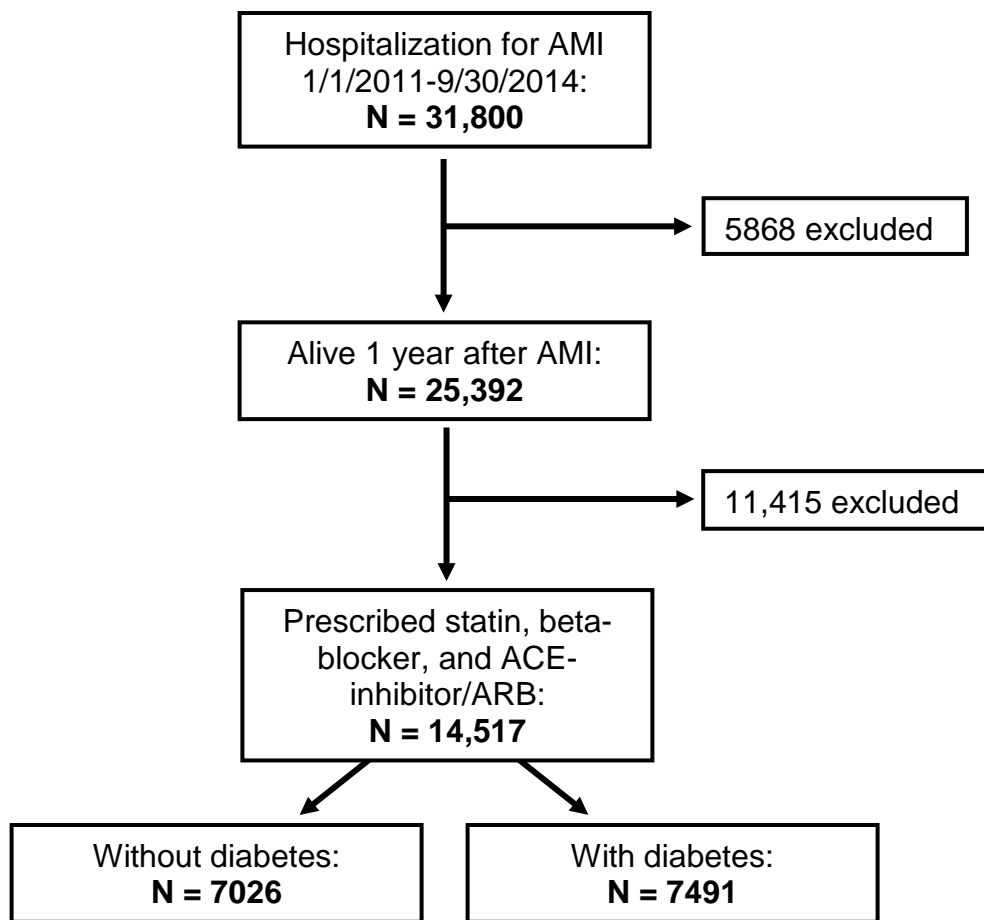 Hospitalization for AMI
1/1/2011-9/30/2014:
N = 31,800
5868 excluded
Alive 1 year after AMI:
N = 25,392
11,415 excluded
Prescribed statin, beta-
blocker, and ACE-
inhibitor/ARB:
N = 14,517
Without diabetes:
N = 7026
With diabetes:
N = 7491